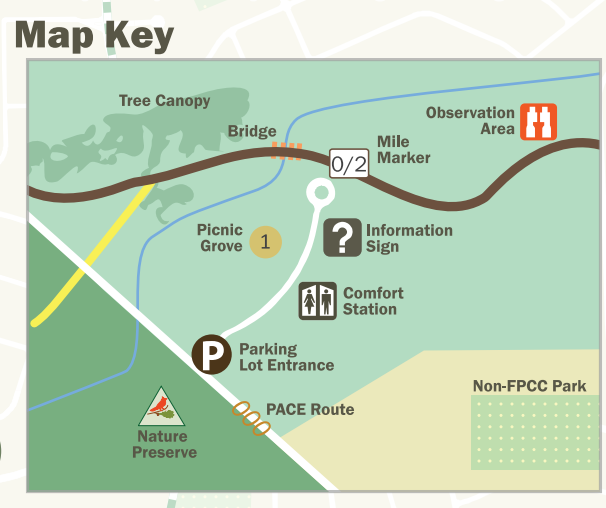 Map Key
Tree Canopy
Observation
Area
Bridge
Mile
Marker
0/2
Picnic
Grove
1
?
Information
Sign
Comfort
Station
P
Parking
Lot Entrance
Non-FPCC Park
PACE Route
Nature
Preserve